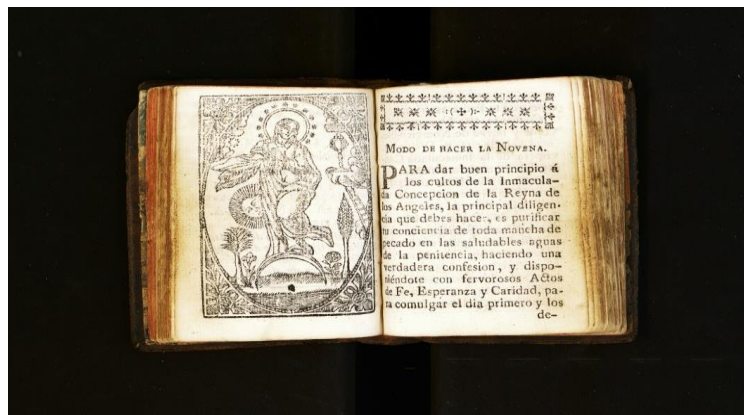 MODO DE HACER LA NOVENA.
PARA dar buen principio á
los cultos de la Inmacula-
da Concepcion de la Reyna de
los Angeles, la principal diligen-
cia que debes hacer, es purificar
tu conciencia de toda mancha de
pecado en las saludables aguas
de la penitencia, haciendo una
verdadera confesion, y dispo-
niéndote con fervorosos Actos
de Fe, Esperanza y Caridad, pa-
ra comulgar el dia primero y los
de-